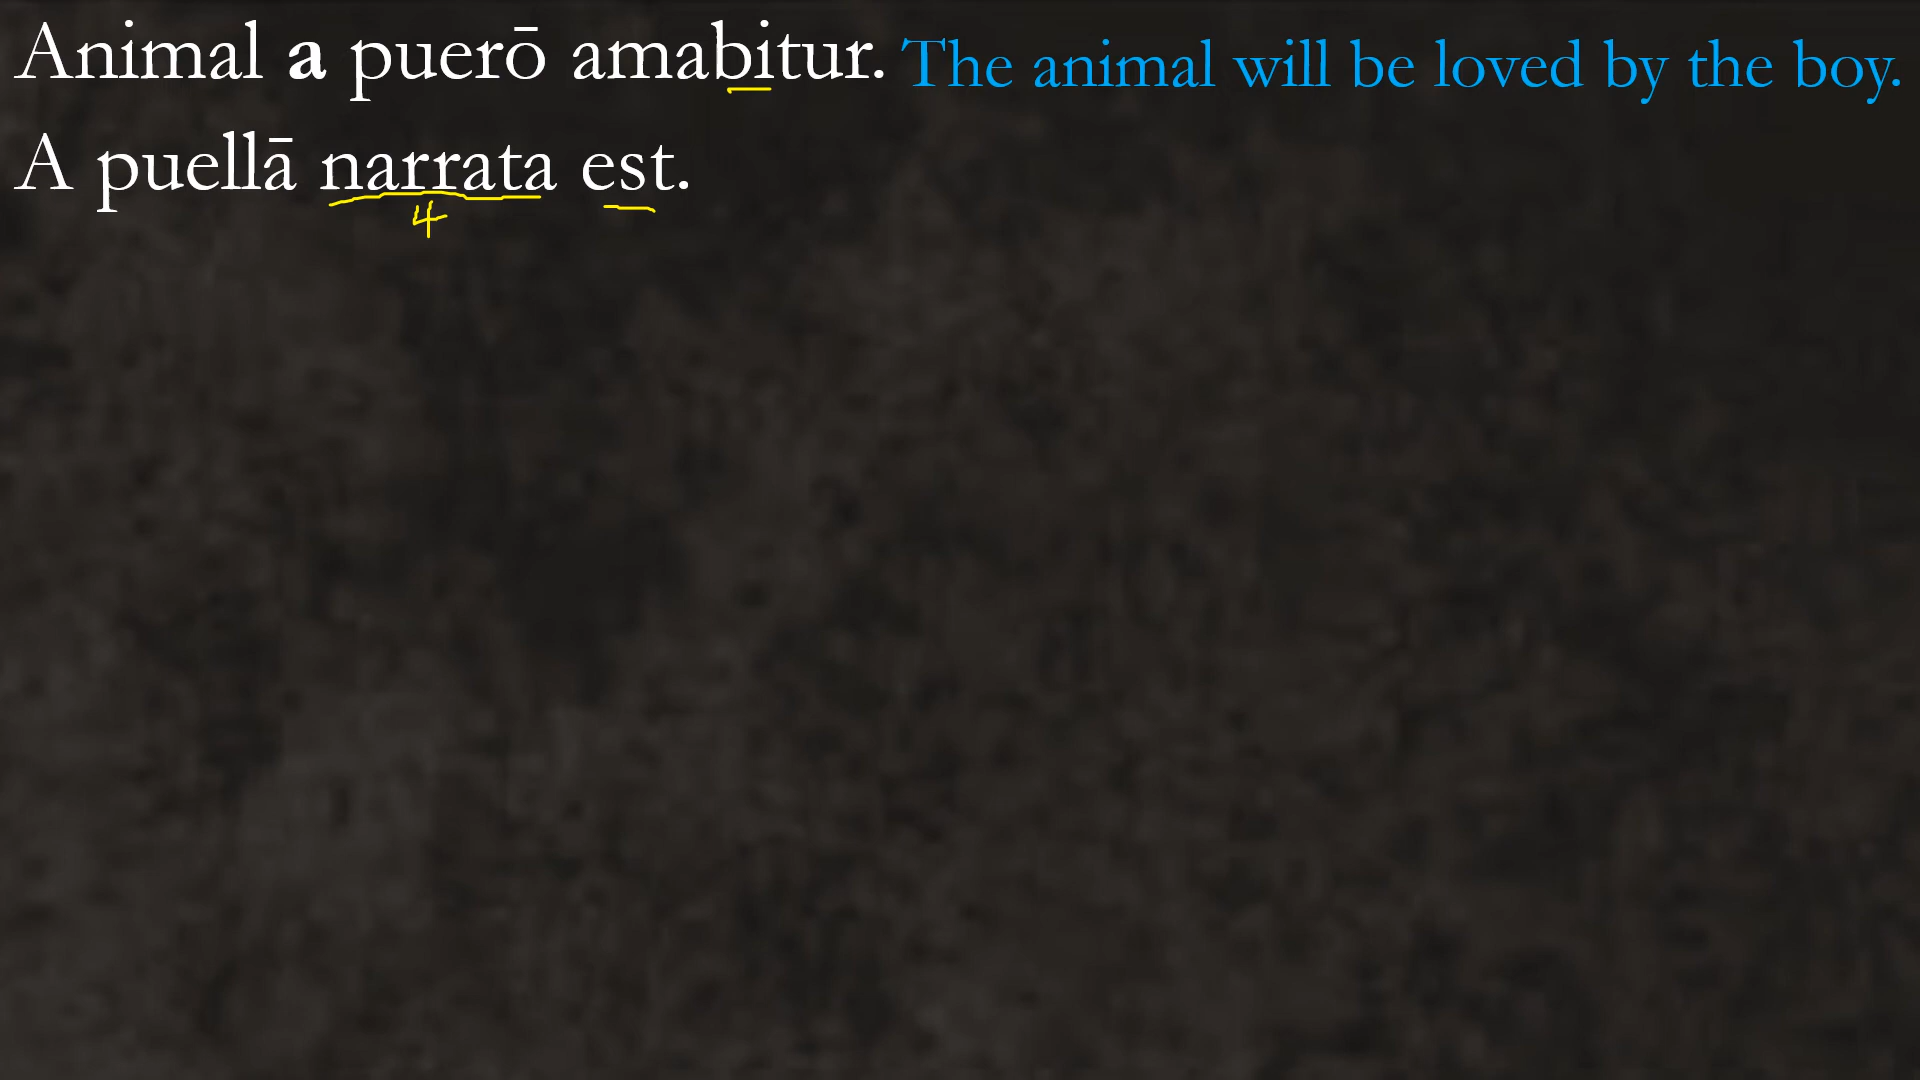 Animal a puerō amabitur. The animal will be loved by the boy.
A puellā narrata est.
4